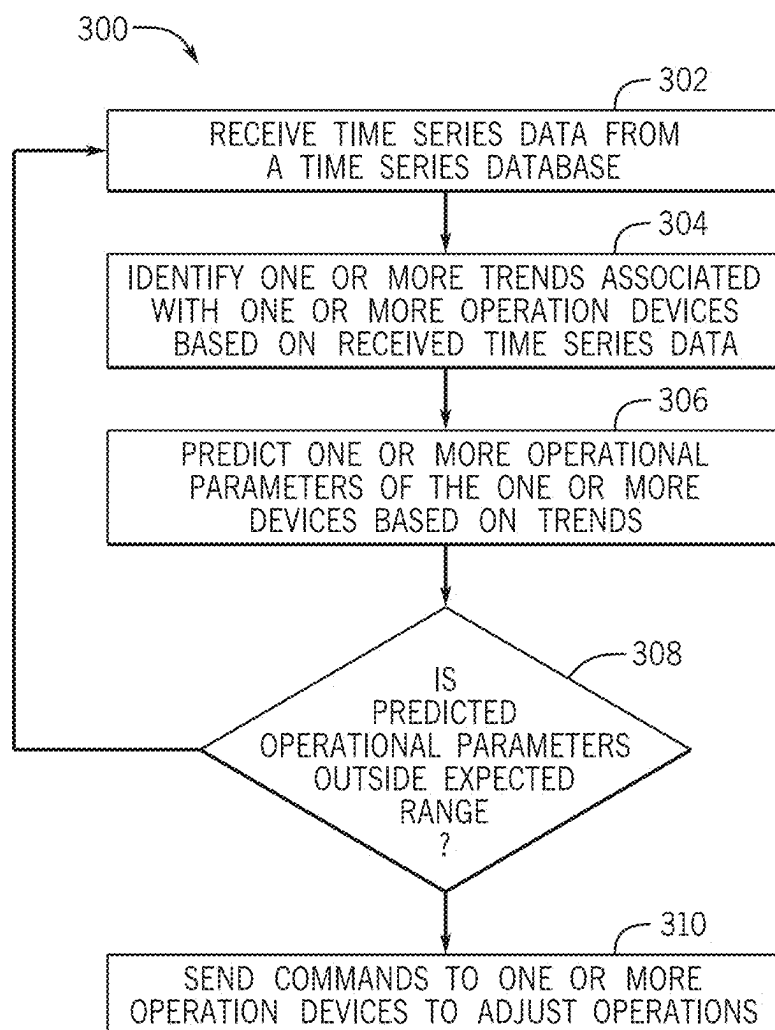 300
302
RECEIVE TIME SERIES DATA FROM
A TIME SERIES DATABASE
304
IDENTIFY ONE OR MORE TRENDS ASSOCIATED
WITH ONE OR MORE OPERATION DEVICES
BASED ON RECEIVED TIME SERIES DATA
306
PREDICT ONE OR MORE OPERATIONAL
PARAMETERS OF THE ONE OR MORE
DEVICES BASED ON TRENDS
308
IS
PREDICTED
OPERATIONAL PARAMETERS
OUTSIDE EXPECTED
RANGE
?
310
SEND COMMANDS TO ONE OR MORE
OPERATION DEVICES TO ADJUST OPERATIONS